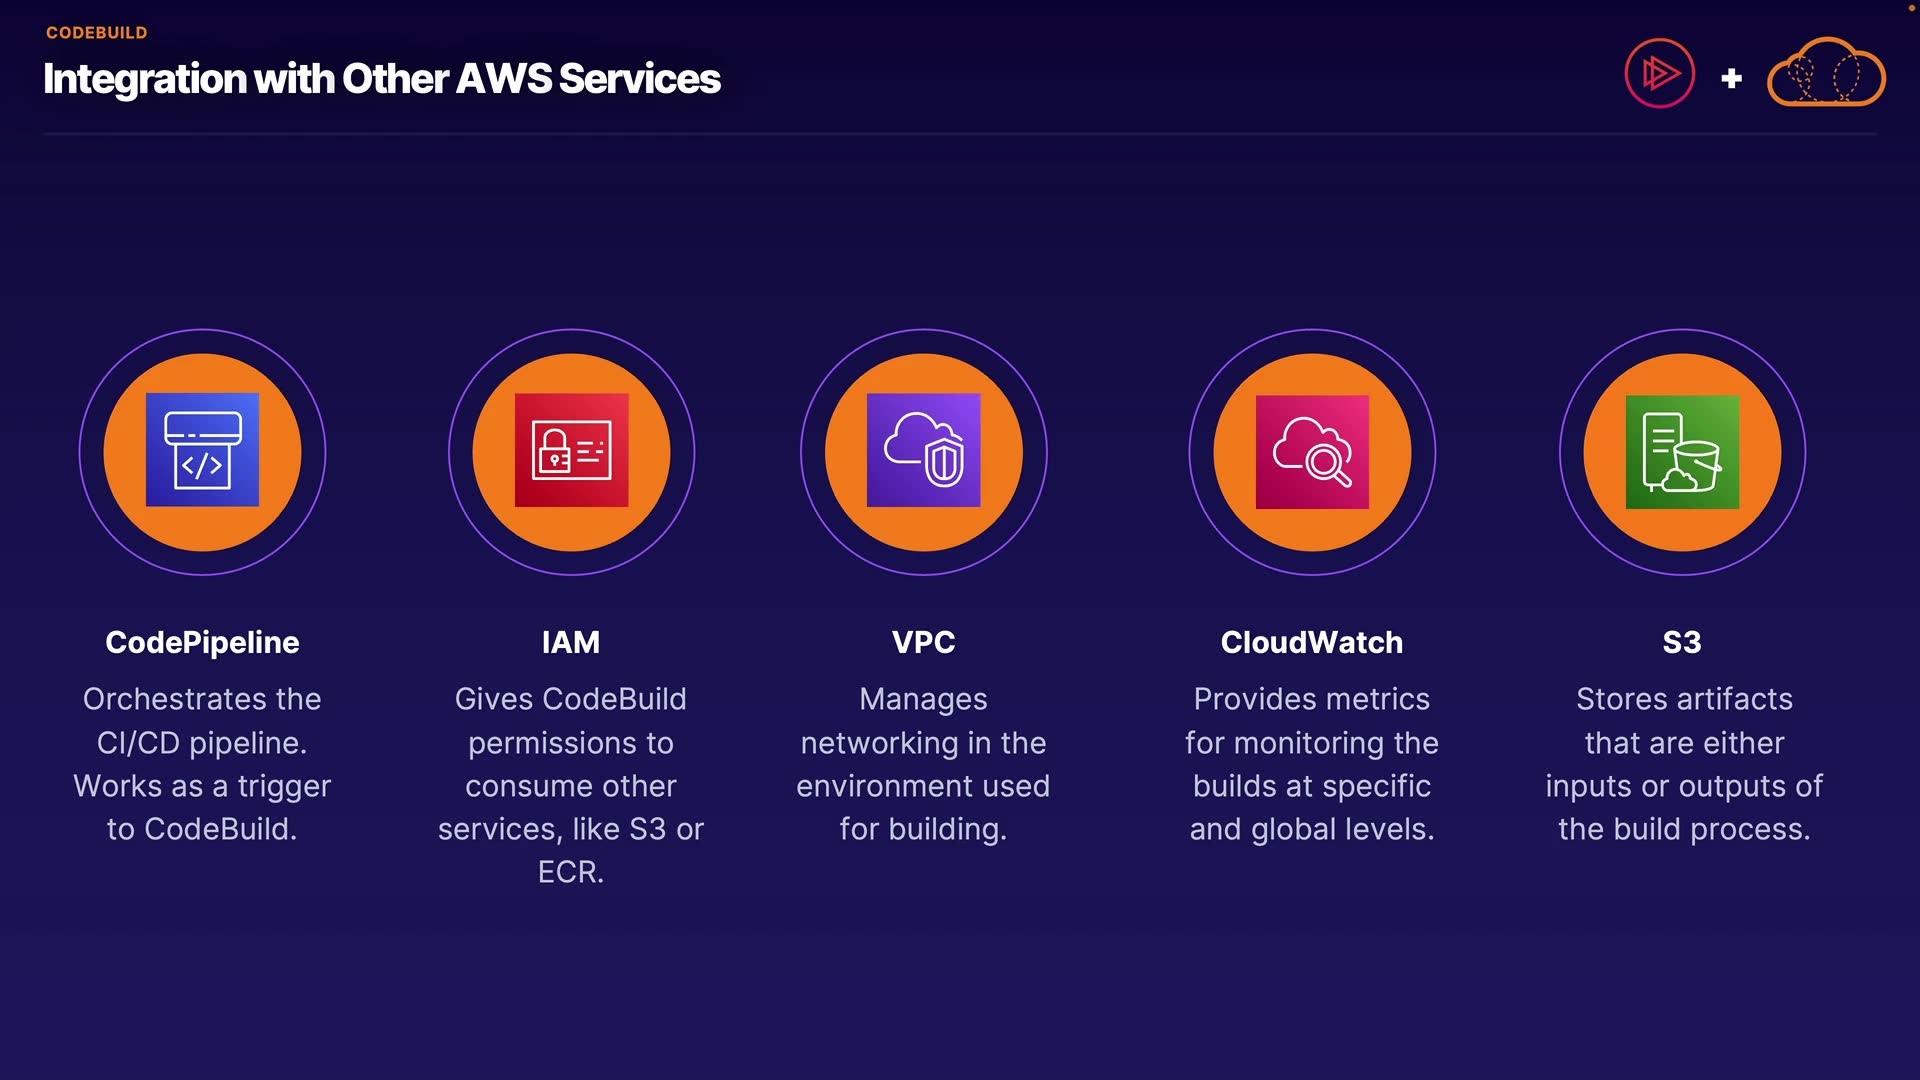 CODEBUILD
Integration with Other AWS Services
CodePipeline
Orchestrates the
CI/CD pipeline.
Works as a trigger
to CodeBuild.
IAM
Gives CodeBuild
permissions to
consume other
services, like S3 or
ECR.
VPC
Manages
networking in the
environment used
for building.
CloudWatch
Provides metrics
for monitoring the
builds at specific
and global levels.
S3
Stores artifacts
that are either
inputs or outputs of
the build process.